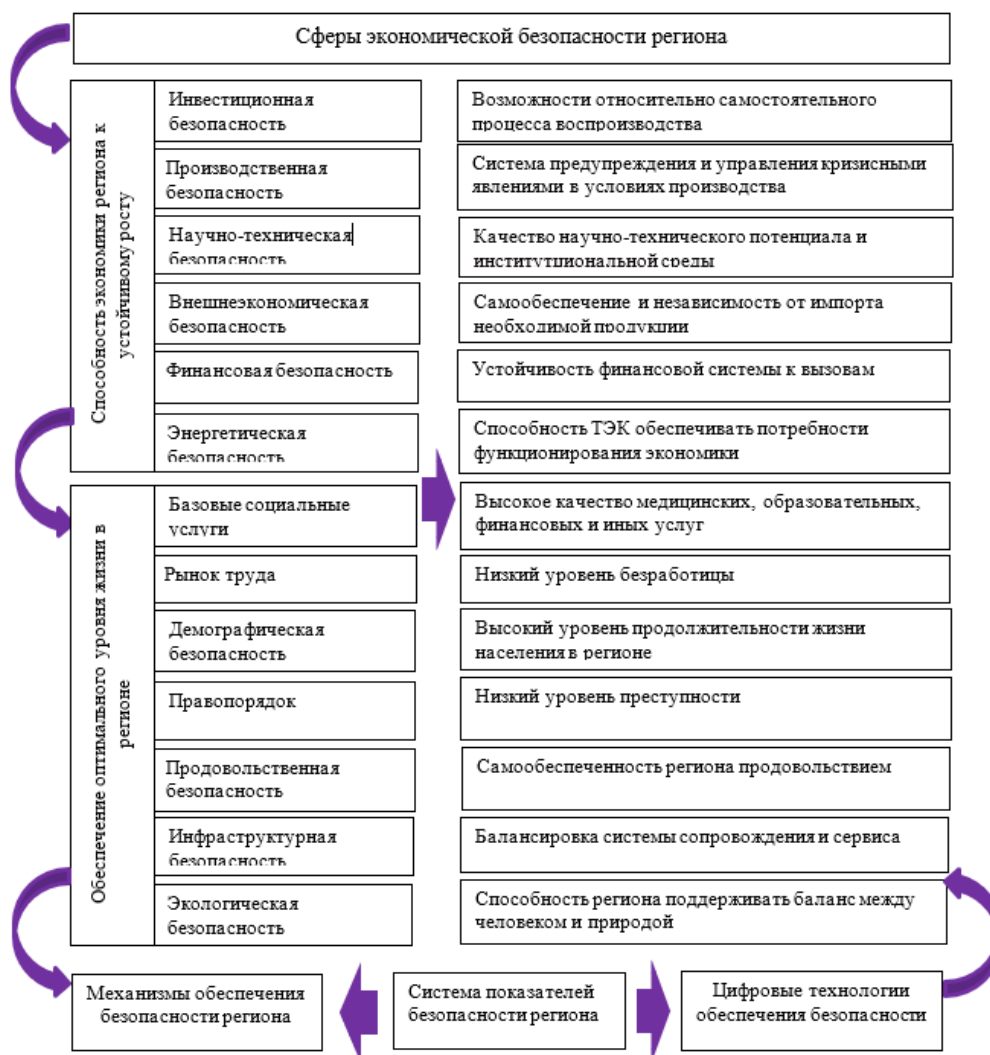 Сферы экономической безопасности региона
Способность экономики региона к
устойчивому росту
Инвестиционная
безопасность
Возможности относительно самостоятельного
процесса воспроизводства
Производственная
безопасность
Система предупреждения и управления кризисными
явлениями в условиях производства
Научно-техническая
безопасность
Качество научно-технического потенциала и
институтциональной среды
Внешнеэкономическая
безопасность
Самообеспечение и независимость от импорта
необходимой продукции
Финансовая безопасность
Устойчивость финансовой системы к вызовам
Энергетическая
безопасность
Способность ТЭК обеспечивать потребности
функционирования экономики
Обеспечение оптимального уровня жизни в
регионе
Базовые социальные
услуги
Высокое качество медицинских, образовательных,
финансовых и иных услуг
Рынок труда
Низкий уровень безработицы
Демографическая
безопасность
Высокий уровень продолжительности жизни
населения в регионе
Правопорядок
Низкий уровень преступности
Продовольственная
безопасность
Самообеспеченность региона продовольствием
Инфраструктурная
безопасность
Балансировка системы сопровождения и сервиса
Экологическая
безопасность
Способность региона поддерживать баланс между
человеком и природой
Механизмы обеспечения
безопасности региона
Система показателей
безопасности региона
Цифровые технологии
обеспечения безопасности